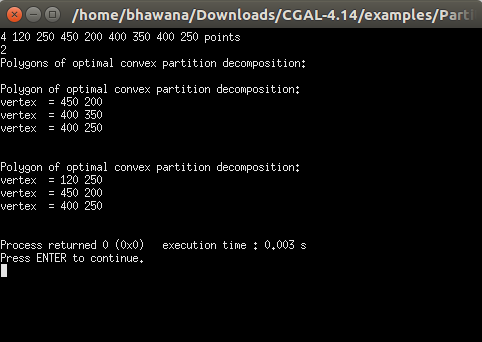 /home/bhawana/Downloads/CGAL-4.14/examples/Parti
4 120 250 450 200 400 350 400 250 points
2
Polygons of optimal convex partition decomposition:
Polygon of optimal convex partition decomposition:
vertex  = 450 200
vertex  = 400 350
vertex  = 400 250
Polygon of optimal convex partition decomposition:
vertex  = 120 250
vertex  = 450 200
vertex  = 400 250
Process returned 0 (0x0)   execution time : 0.003 s
Press ENTER to continue.